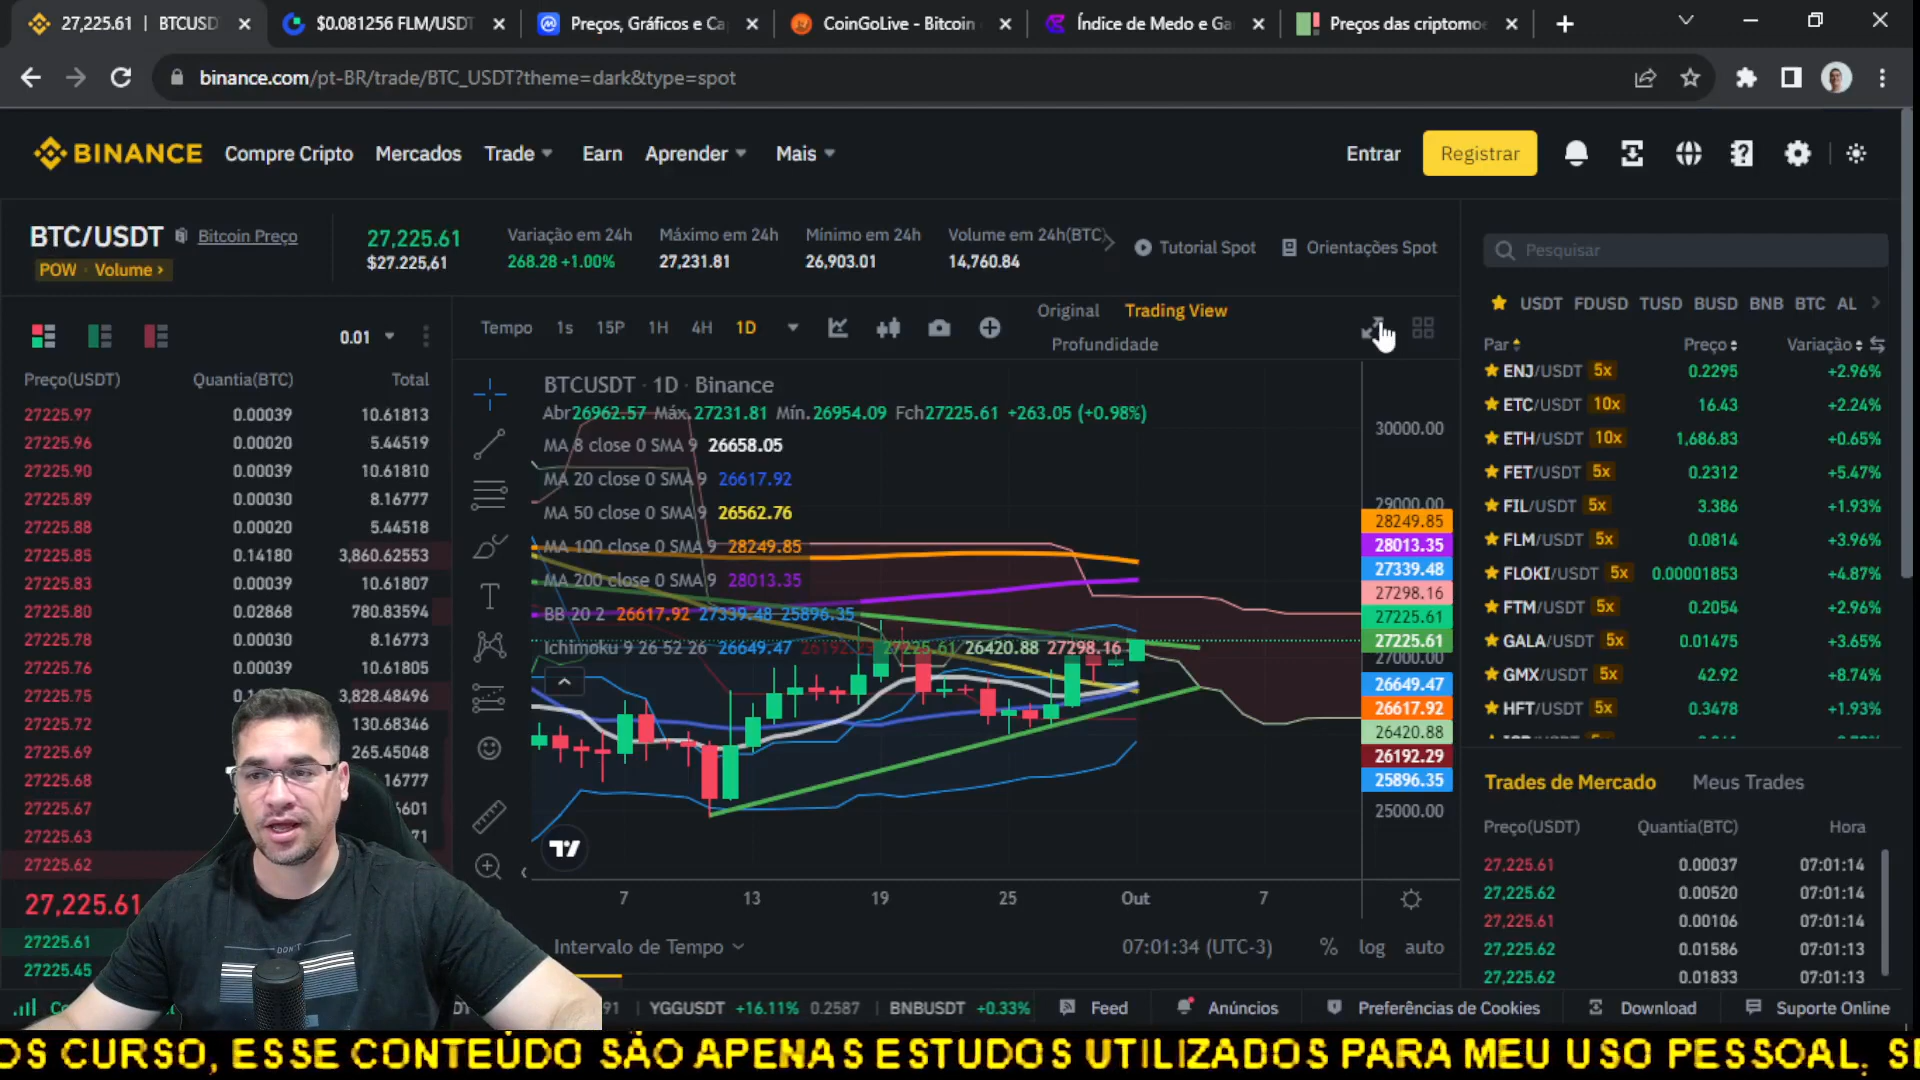 27,225.61 | BTCUSD
$0.081256 FLM/USDT
Preços, Gráficos e Ca
CoinGoLive - Bitcoin
Índice de Medo e Ga
Preços das criptomoe
binance.com/pt-BR/trade/BTC_USDT?theme=dark&type=spot
BINANCE
Compre Cripto
Mercados
Trade
Earn
Aprender
Mais
Entrar
Registrar
BTC/USDT
Bitcoin Preço
POW · Volume ›
27,225.61
$27.225,61
Variação em 24h
268.28 +1.00%
Máximo em 24h
27,231.81
Mínimo em 24h
26,903.01
Volume em 24h(BTC)
14,760.84
Tutorial Spot
Orientações Spot
Pesquisar
0.01
Preço(USDT) Quantia(BTC) Total
27225.97 0.00039 10.61813
27225.96 0.00020 5.44519
27225.90 0.00039 10.61810
27225.89 0.00030 8.16777
27225.88 0.00020 5.44518
27225.85 0.14180 3,860.62553
27225.83 0.00039 10.61807
27225.80 0.02868 780.83594
27225.78 0.00030 8.16773
27225.76 0.00039 10.61805
27225.75 3,828.48496
27225.72 130.68346
27225.69 265.45048
27225.68
27225.67
27225.63
27225.62
27,225.61
27225.61
27225.45
Tempo 1s 15P 1H 4H 1D
Original Trading View
Profundidade
BTCUSDT · 1D · Binance
Abr26962.57 Máx.27231.81 Mín.26954.09 Fch27225.61 +263.05 (+0.98%)
MA 8 close 0 SMA 9 26658.05
MA 20 close 0 SMA 9 26617.92
MA 50 close 0 SMA 9 26562.76
MA 100 close 0 SMA 9 28249.85
MA 200 close 0 SMA 9 28013.35
BB 20 2 26617.92 27339.48 25896.35
Ichimoku 9 26 52 26 26649.47 26192.29 27225.61 26420.88 27298.16
30000.00
29000.00
28249.85
28013.35
27339.48
27298.16
27225.61
27225.61
27000.00
26649.47
26617.92
26420.88
26192.29
25896.35
25000.00
7 13 19 25 Out 7
Intervalo de Tempo
07:01:34 (UTC-3)
% log auto
USDT FDUSD TUSD BUSD BNB BTC AL
Par Preço Variação
ENJ/USDT 5x 0.2295 +2.96%
ETC/USDT 10x 16.43 +2.24%
ETH/USDT 10x 1,686.83 +0.65%
FET/USDT 5x 0.2312 +5.47%
FIL/USDT 5x 3.386 +1.93%
FLM/USDT 5x 0.0814 +3.96%
FLOKI/USDT 5x 0.00001853 +4.87%
FTM/USDT 5x 0.2054 +2.96%
GALA/USDT 5x 0.01475 +3.65%
GMX/USDT 5x 42.92 +8.74%
HFT/USDT 5x 0.3478 +1.93%
Trades de Mercado Meus Trades
Preço(USDT) Quantia(BTC) Hora
27,225.61 0.00037 07:01:14
27,225.62 0.00520 07:01:14
27,225.61 0.00106 07:01:14
27,225.62 0.01586 07:01:13
27,225.62 0.01833 07:01:13
YGGUSDT +16.11% 0.2587
BNBUSDT +0.33%
Feed
Anúncios
Preferências de Cookies
Download
Suporte Online
DON'T
OS CURSO, ESSE CONTEÚDO SÃO APENAS ESTUDOS UTILIZADOS PARA MEU USO PESSOAL, SE